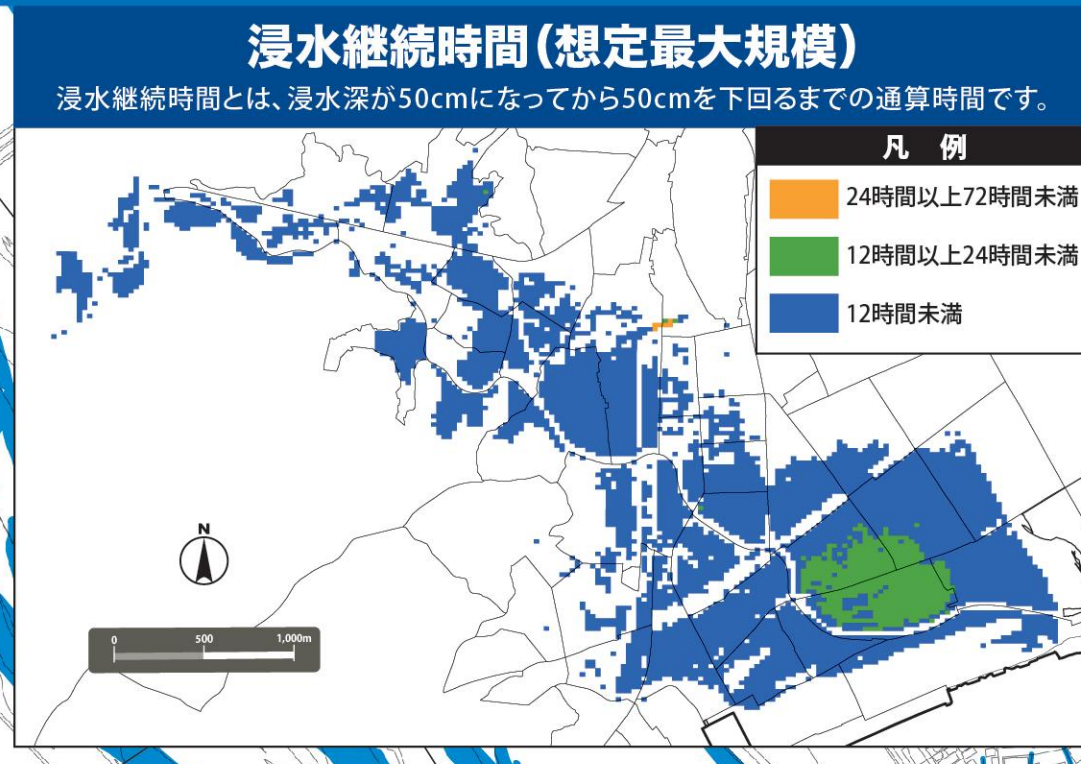 浸水継続時間(想定最大規模)
浸水継続時間とは、浸水深が50cmになってから50cmを下回るまでの通算時間です。
凡 例
24時間以上72時間未満
12時間以上24時間未満
12時間未満
N
0 500 1,000m